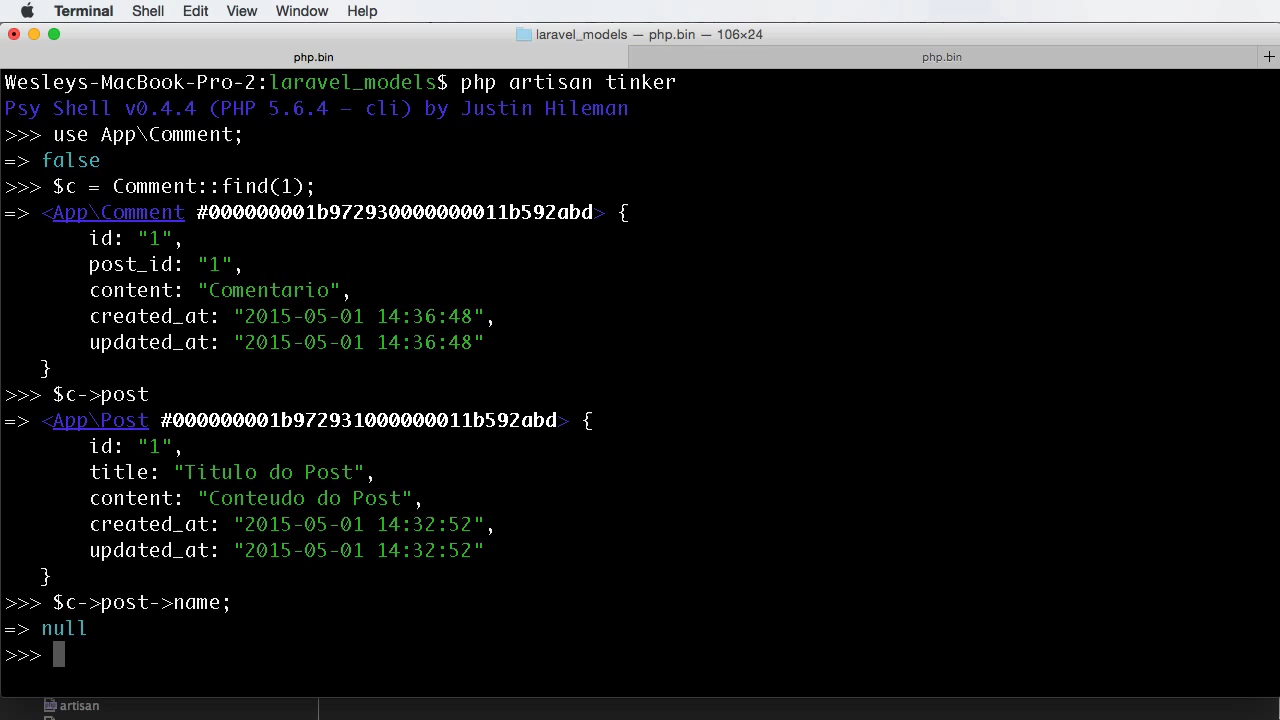 Terminal Shell Edit View Window Help
laravel_models — php.bin — 106×24
php.bin php.bin +
Wesleys-MacBook-Pro-2:laravel_models$ php artisan tinker
Psy Shell v0.4.4 (PHP 5.6.4 — cli) by Justin Hileman
>>> use App\Comment;
=> false
>>> $c = Comment::find(1);
=> <App\Comment #000000001b972930000000011b592abd> {
id: "1",
post_id: "1",
content: "Comentario",
created_at: "2015-05-01 14:36:48",
updated_at: "2015-05-01 14:36:48"
}
>>> $c->post
=> <App\Post #000000001b972931000000011b592abd> {
id: "1",
title: "Titulo do Post",
content: "Conteudo do Post",
created_at: "2015-05-01 14:32:52",
updated_at: "2015-05-01 14:32:52"
}
>>> $c->post->name;
=> null
>>>
artisan